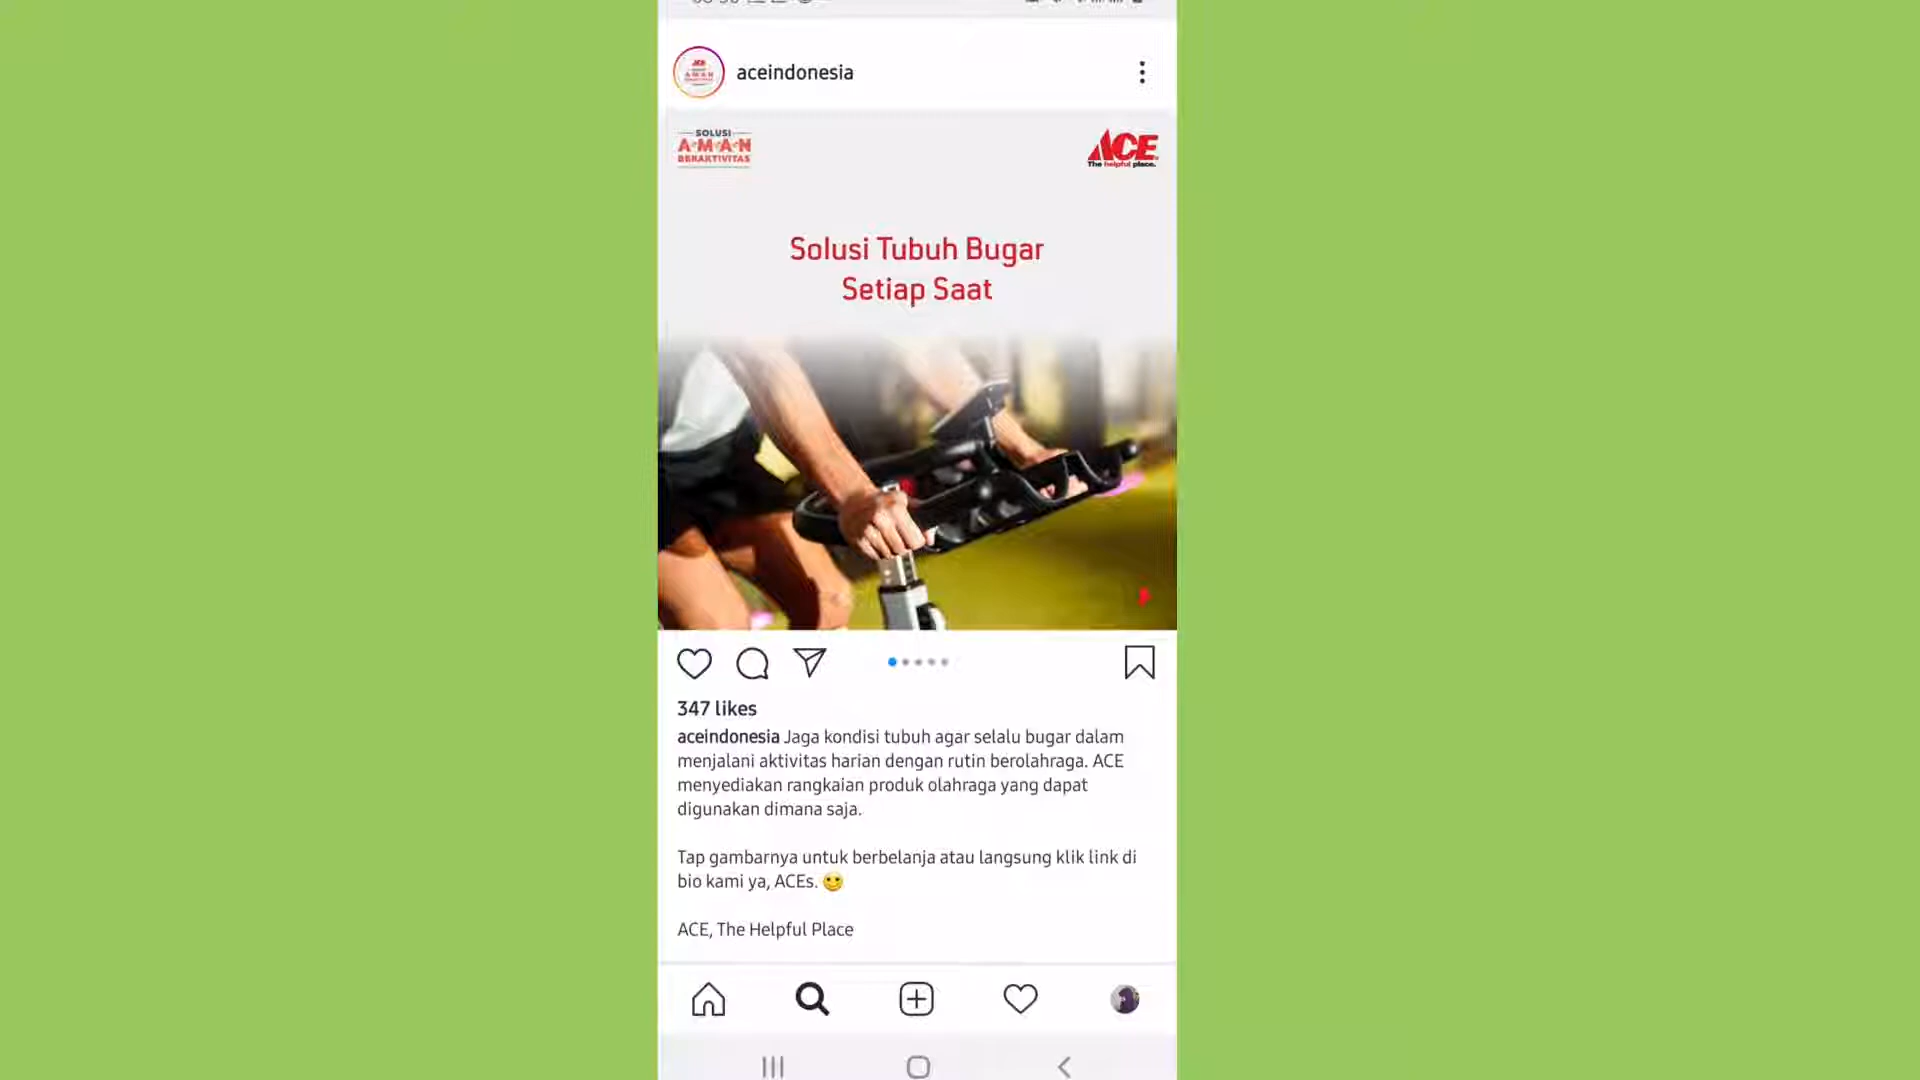 aceindonesia
SOLUSI
A•M•A•N
BERAKTIVITAS
ACE
The helpful place.
Solusi Tubuh Bugar
Setiap Saat
347 likes
aceindonesia Jaga kondisi tubuh agar selalu bugar dalam
menjalani aktivitas harian dengan rutin berolahraga. ACE
menyediakan rangkaian produk olahraga yang dapat
digunakan dimana saja.
Tap gambarnya untuk berbelanja atau langsung klik link di
bio kami ya, ACEs. 🙂
ACE, The Helpful Place